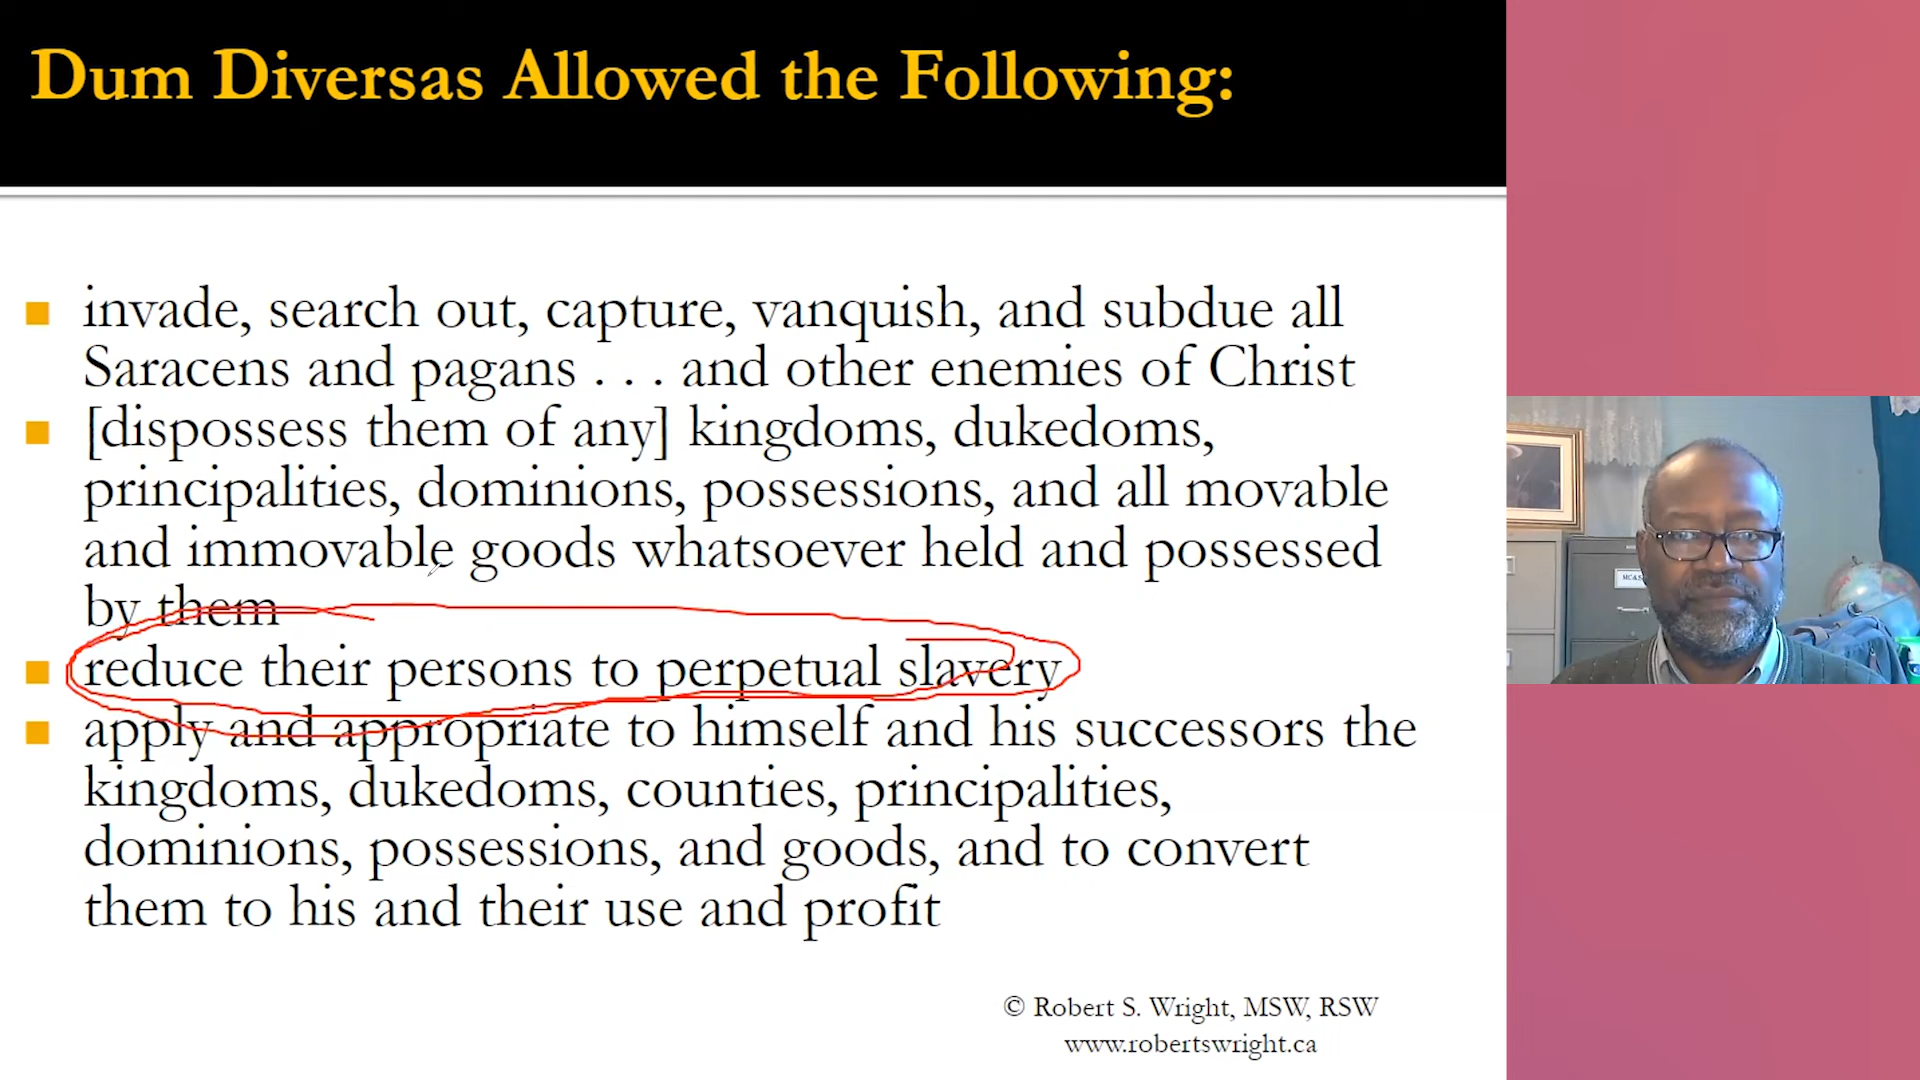 Dum Diversas Allowed the Following:
invade, search out, capture, vanquish, and subdue all
Saracens and pagans . . . and other enemies of Christ
[dispossess them of any] kingdoms, dukedoms,
principalities, dominions, possessions, and all movable
and immovable goods whatsoever held and possessed
by them
reduce their persons to perpetual slavery
apply and appropriate to himself and his successors the
kingdoms, dukedoms, counties, principalities,
dominions, possessions, and goods, and to convert
them to his and their use and profit
© Robert S. Wright, MSW, RSW
www.robertswright.ca